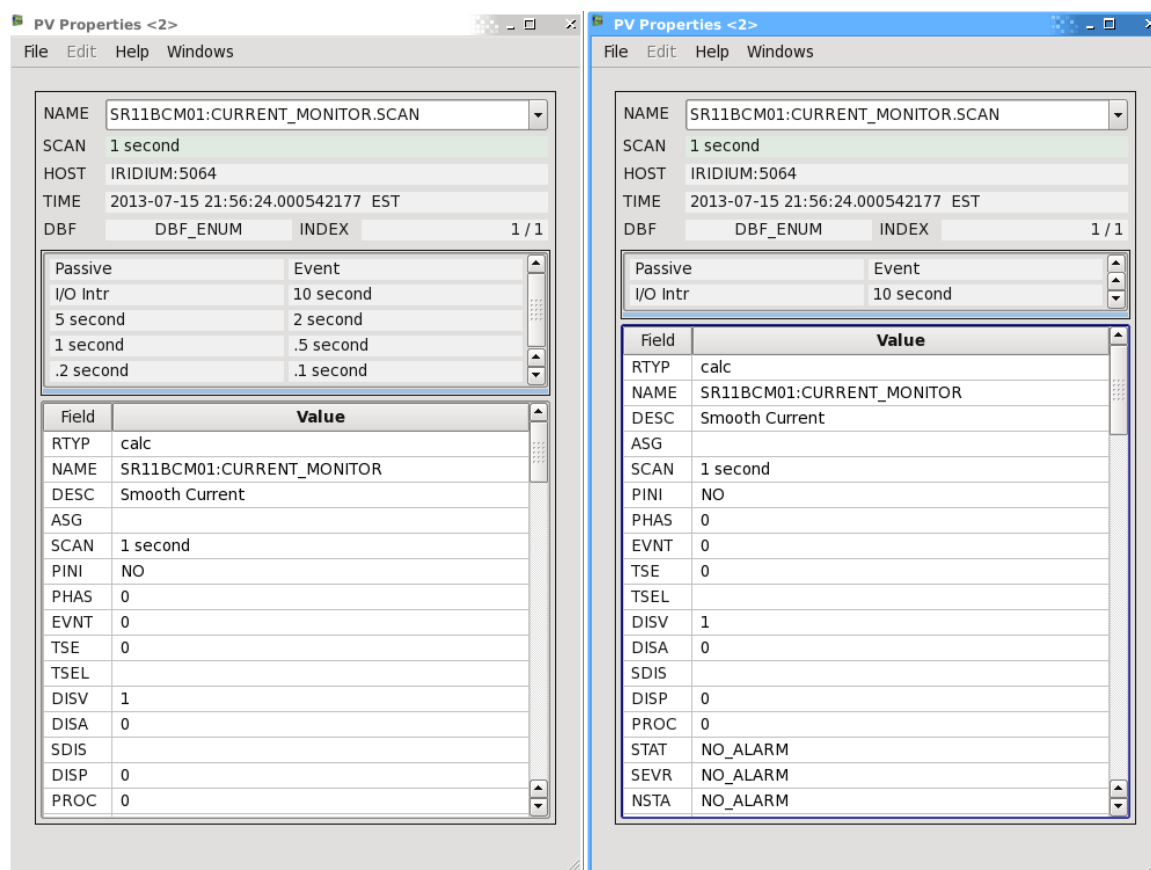 PV Properties <2>
File Edit Help Windows
NAME SR11BCM01:CURRENT_MONITOR.SCAN
SCAN 1 second
HOST IRIDIUM:5064
TIME 2013-07-15 21:56:24.000542177 EST
DBF DBF_ENUM INDEX 1 / 1
Passive Event
I/O Intr 10 second
5 second 2 second
1 second .5 second
.2 second .1 second
Field Value
RTYP calc
NAME SR11BCM01:CURRENT_MONITOR
DESC Smooth Current
ASG
SCAN 1 second
PINI NO
PHAS 0
EVNT 0
TSE 0
TSEL
DISV 1
DISA 0
SDIS
DISP 0
PROC 0
PV Properties <2>
File Edit Help Windows
NAME SR11BCM01:CURRENT_MONITOR.SCAN
SCAN 1 second
HOST IRIDIUM:5064
TIME 2013-07-15 21:56:24.000542177 EST
DBF DBF_ENUM INDEX 1 / 1
Passive Event
I/O Intr 10 second
Field Value
RTYP calc
NAME SR11BCM01:CURRENT_MONITOR
DESC Smooth Current
ASG
SCAN 1 second
PINI NO
PHAS 0
EVNT 0
TSE 0
TSEL
DISV 1
DISA 0
SDIS
DISP 0
PROC 0
STAT NO_ALARM
SEVR NO_ALARM
NSTA NO_ALARM